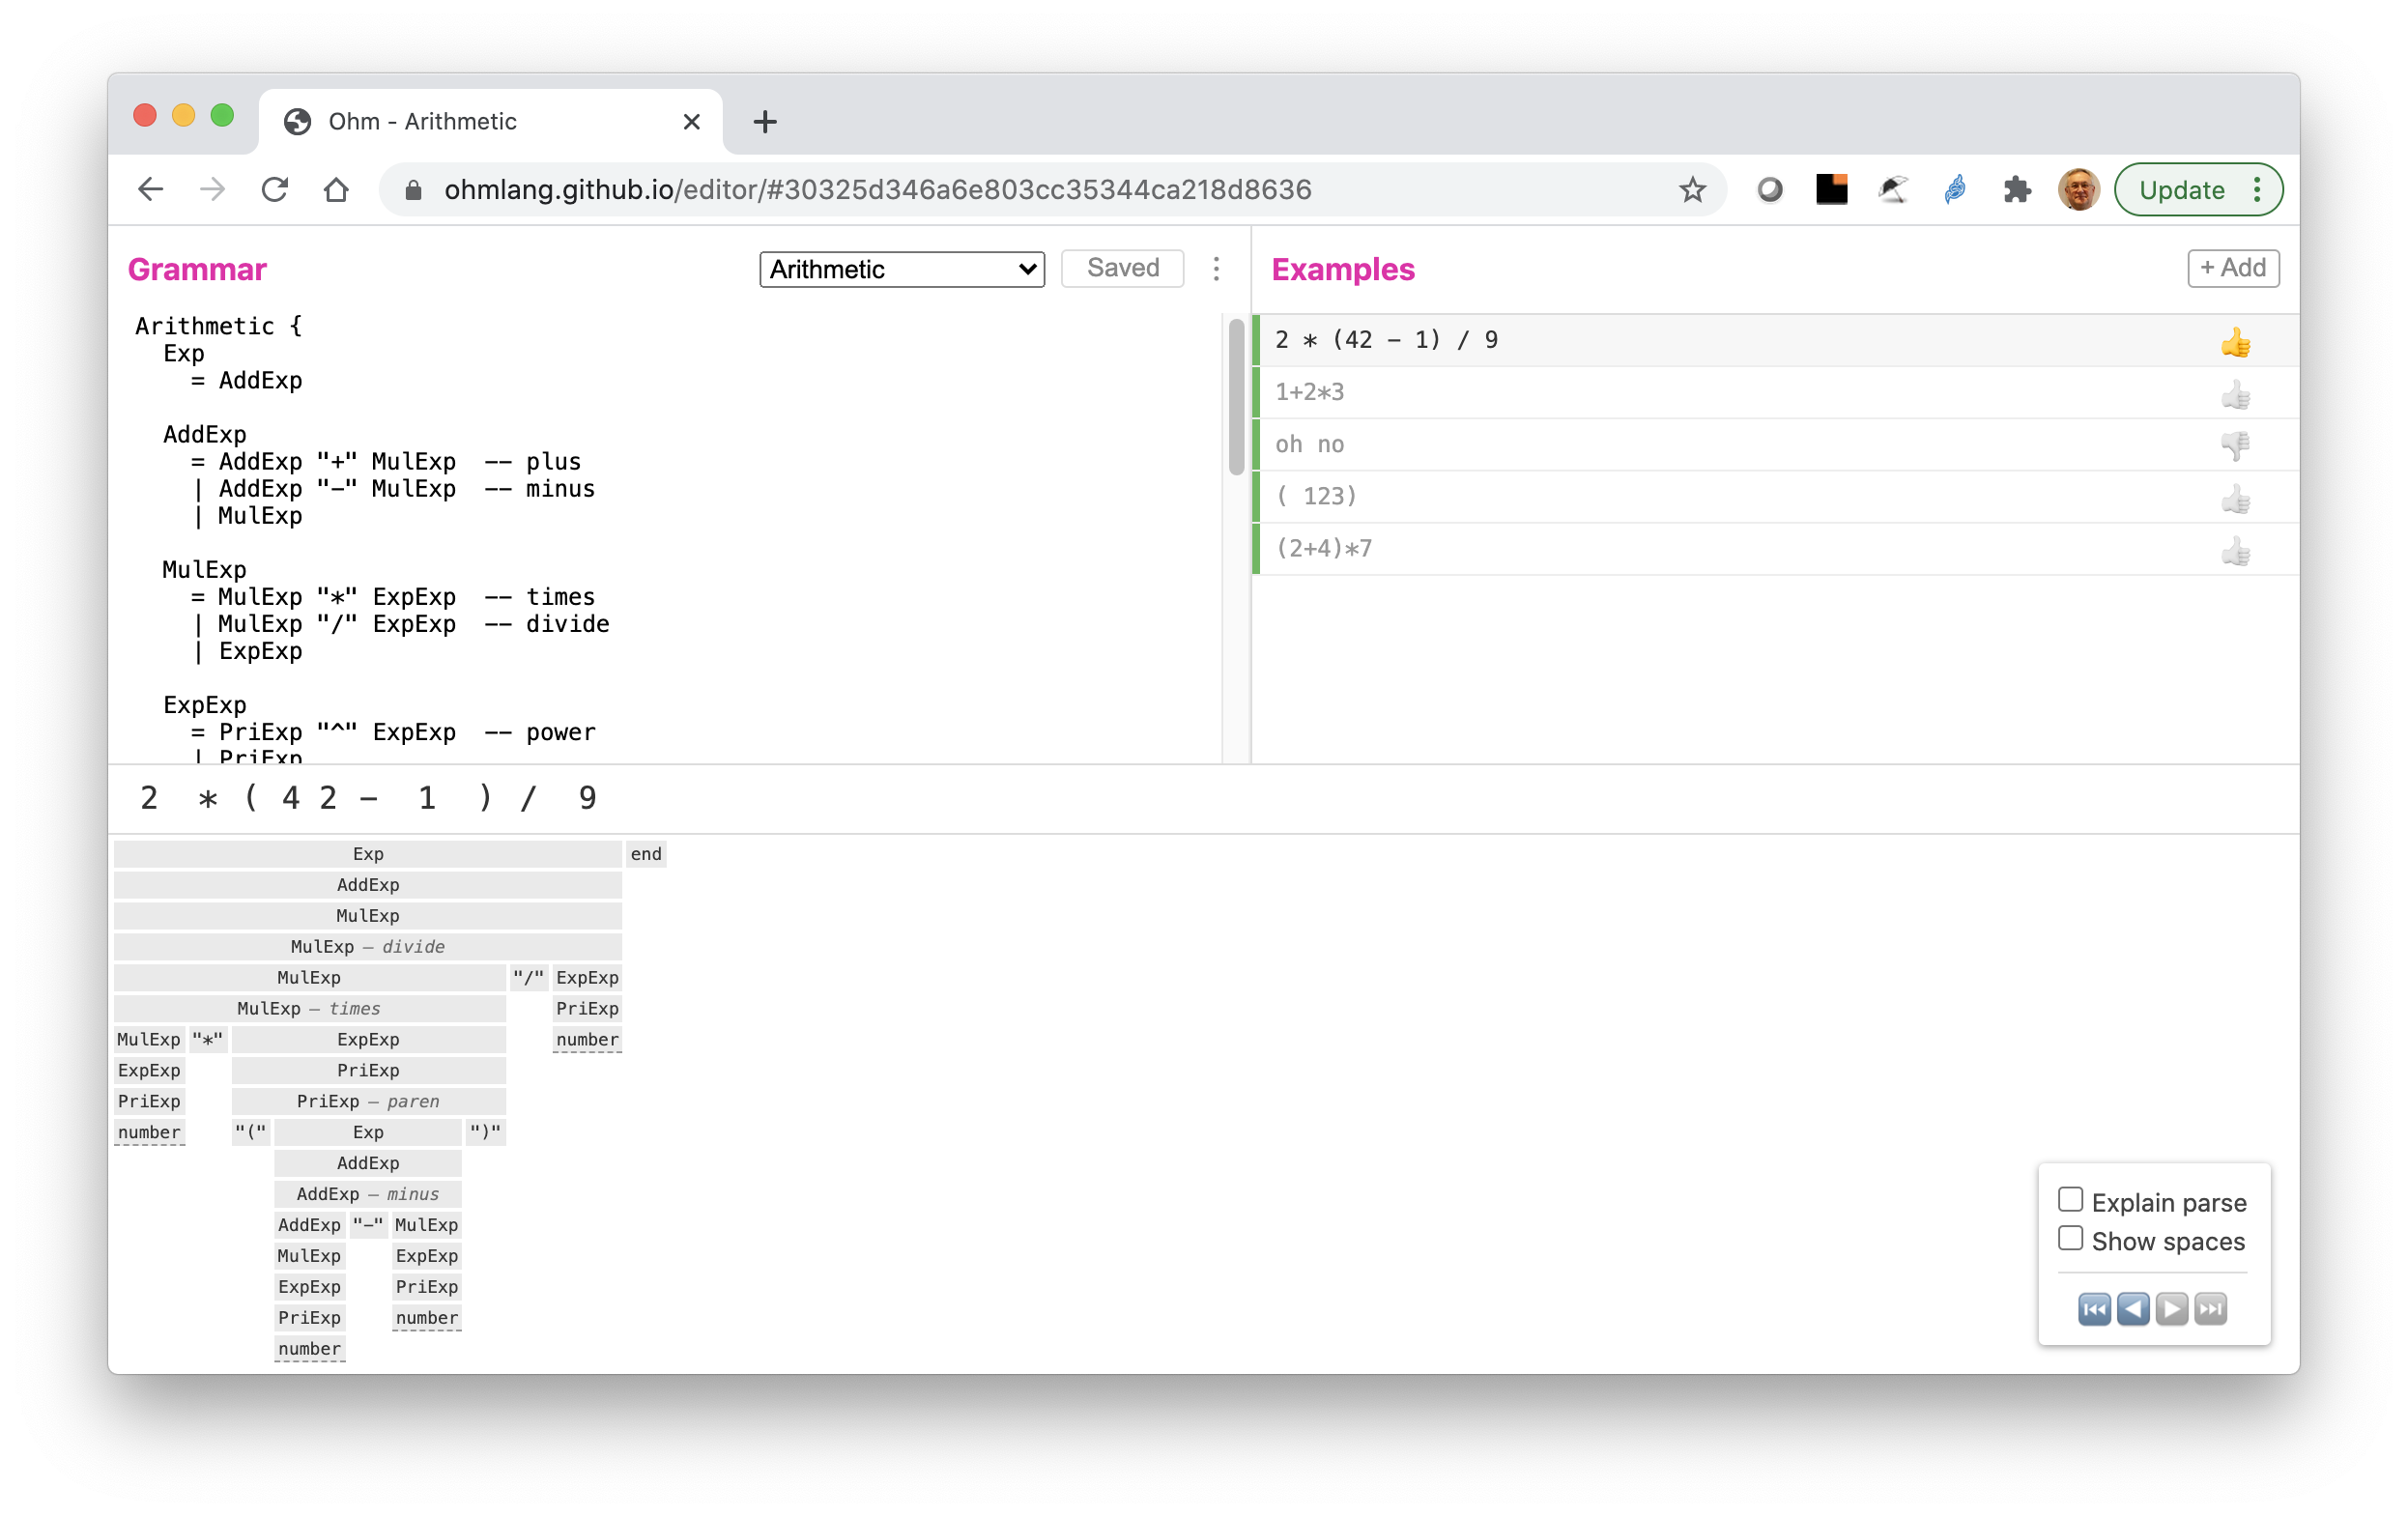 Ohm - Arithmetic
ohmlang.github.io/editor/#30325d346a6e803cc35344ca218d8636
Update
Grammar
Arithmetic
Saved
Arithmetic {
Exp
= AddExp
AddExp
= AddExp "+" MulExp -- plus
| AddExp "-" MulExp -- minus
| MulExp
MulExp
= MulExp "*" ExpExp -- times
| MulExp "/" ExpExp -- divide
| ExpExp
ExpExp
= PriExp "^" ExpExp -- power
| PriExp
Examples
+ Add
2 * (42 - 1) / 9
1+2*3
oh no
( 123)
(2+4)*7
2 * ( 4 2 - 1 ) / 9
Exp end
AddExp
MulExp
MulExp — divide
MulExp "/" ExpExp
MulExp — times PriExp
MulExp "*" ExpExp number
ExpExp PriExp
PriExp PriExp — paren
number "(" Exp ")"
AddExp
AddExp — minus
AddExp "-" MulExp
MulExp ExpExp
ExpExp PriExp
PriExp number
number
Explain parse
Show spaces